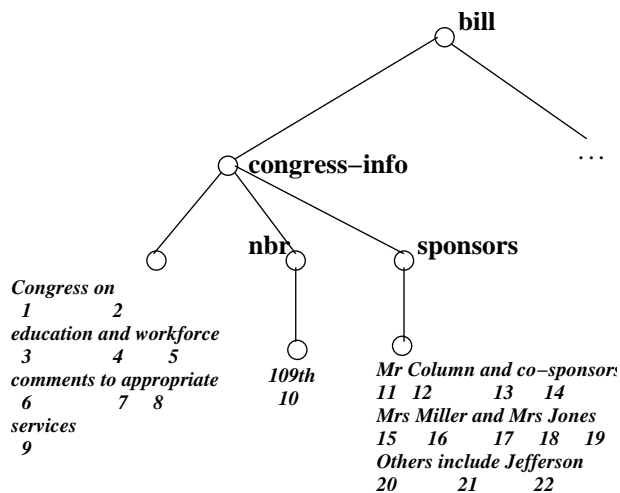 bill
congress-info
...
nbr
sponsors
Congress on
1 2
education and workforce
3 4 5
comments to appropriate
6 7 8
services
9
109th
10
Mr Column and co-sponsors
11 12 13 14
Mrs Miller and Mrs Jones
15 16 17 18 19
Others include Jefferson
20 21 22